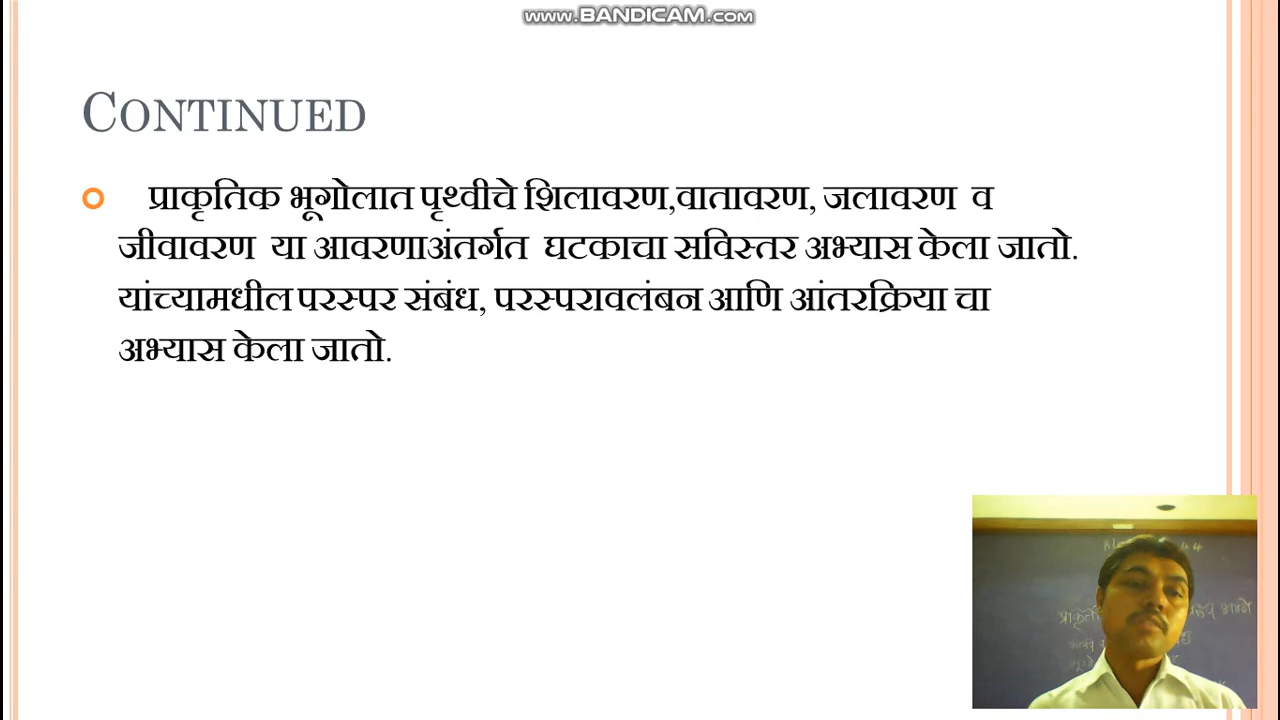 www.BANDICAM.com
CONTINUED
प्राकृतिक भूगोलात पृथ्वीचे शिलावरण,वातावरण, जलावरण व
जीवावरण या आवरणाअंतर्गत घटकाचा सविस्तर अभ्यास केला जातो.
यांच्यामधील परस्पर संबंध, परस्परावलंबन आणि आंतरक्रिया चा
अभ्यास केला जातो.